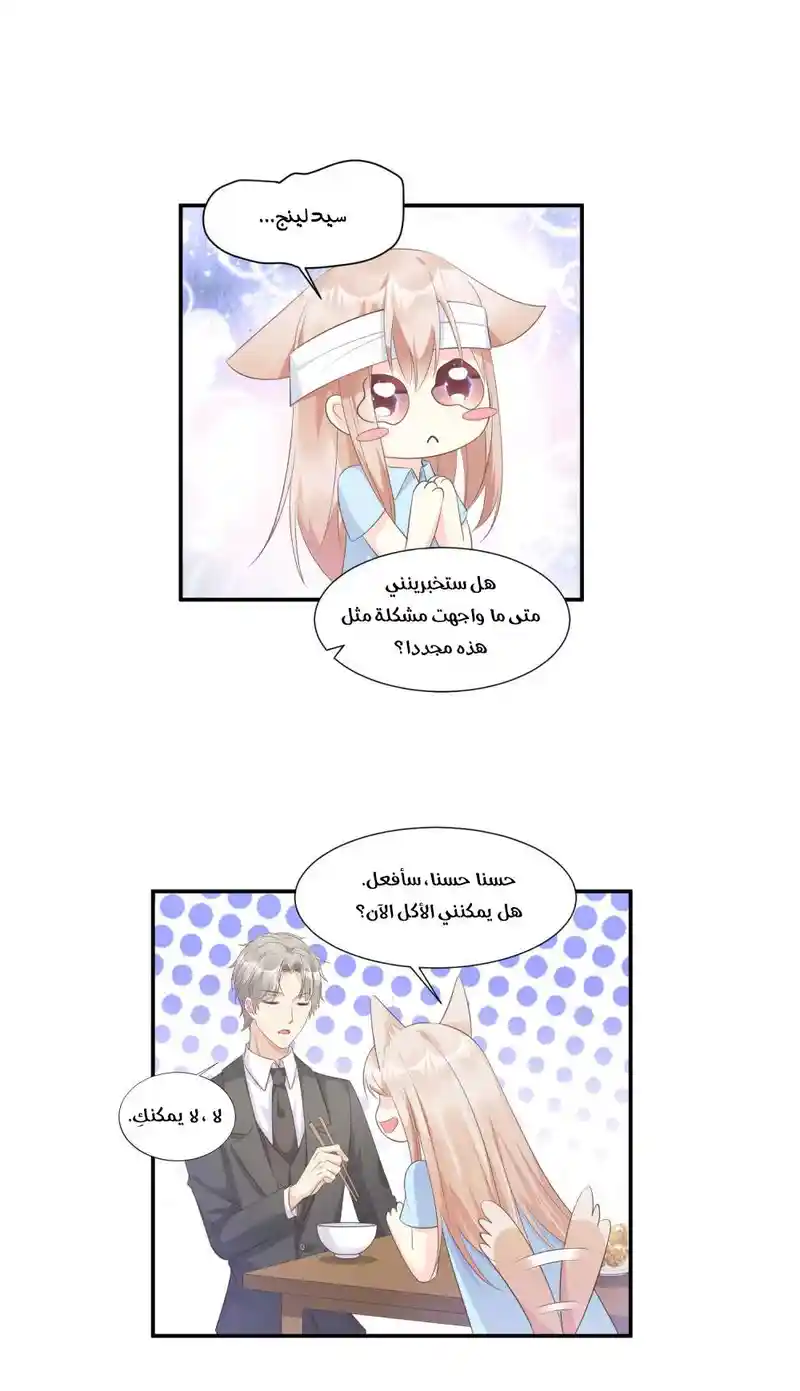 سيد لينج...
هل ستخبرينني
متى ما واجهت مشكلة مثل
هذه مجددا؟
حسنا حسنا، سأفعل.
هل يمكنني الأكل الآن؟
لا ،لا يمكنكِ.